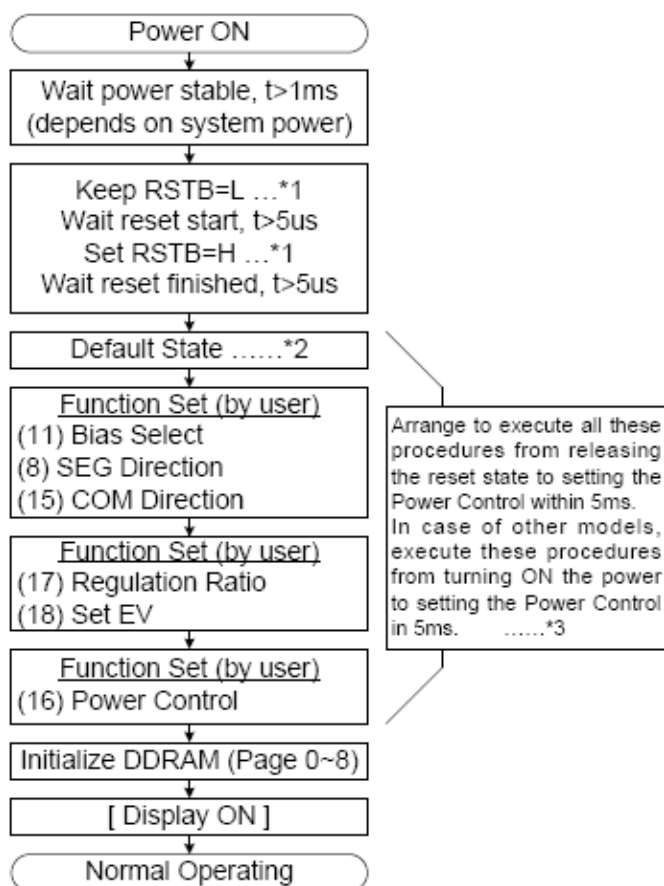 Power ON
Wait power stable, t>1ms
(depends on system power)
Keep RSTB=L ...*1
Wait reset start, t>5us
Set RSTB=H ...*1
Wait reset finished, t>5us
Default State ......*2
Function Set (by user)
(11) Bias Select
(8) SEG Direction
(15) COM Direction
Function Set (by user)
(17) Regulation Ratio
(18) Set EV
Function Set (by user)
(16) Power Control
Initialize DDRAM (Page 0~8)
[ Display ON ]
Normal Operating
Arrange to execute all these
procedures from releasing
the reset state to setting the
Power Control within 5ms.
In case of other models,
execute these procedures
from turning ON the power
to setting the Power Control
in 5ms. ......*3